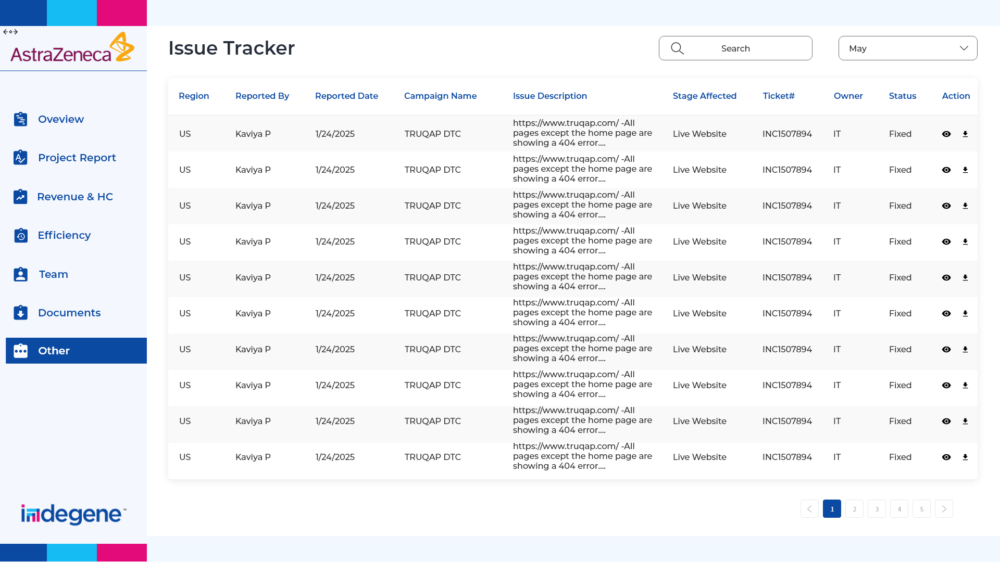 AstraZeneca
Issue Tracker
Search
May
Region Reported By Reported Date Campaign Name Issue Description Stage Affected Ticket# Owner Status Action
US Kaviya P 1/24/2025 TRUQAP DTC https://www.truqap.com/ -All
pages except the home page are
showing a 404 error.... Live Website INC1507894 IT Fixed
US Kaviya P 1/24/2025 TRUQAP DTC https://www.truqap.com/ -All
pages except the home page are
showing a 404 error.... Live Website INC1507894 IT Fixed
US Kaviya P 1/24/2025 TRUQAP DTC https://www.truqap.com/ -All
pages except the home page are
showing a 404 error.... Live Website INC1507894 IT Fixed
US Kaviya P 1/24/2025 TRUQAP DTC https://www.truqap.com/ -All
pages except the home page are
showing a 404 error.... Live Website INC1507894 IT Fixed
US Kaviya P 1/24/2025 TRUQAP DTC https://www.truqap.com/ -All
pages except the home page are
showing a 404 error.... Live Website INC1507894 IT Fixed
US Kaviya P 1/24/2025 TRUQAP DTC https://www.truqap.com/ -All
pages except the home page are
showing a 404 error.... Live Website INC1507894 IT Fixed
US Kaviya P 1/24/2025 TRUQAP DTC https://www.truqap.com/ -All
pages except the home page are
showing a 404 error.... Live Website INC1507894 IT Fixed
US Kaviya P 1/24/2025 TRUQAP DTC https://www.truqap.com/ -All
pages except the home page are
showing a 404 error.... Live Website INC1507894 IT Fixed
US Kaviya P 1/24/2025 TRUQAP DTC https://www.truqap.com/ -All
pages except the home page are
showing a 404 error.... Live Website INC1507894 IT Fixed
US Kaviya P 1/24/2025 TRUQAP DTC https://www.truqap.com/ -All
pages except the home page are
showing a 404 error.... Live Website INC1507894 IT Fixed
Oveview
Project Report
Revenue & HC
Efficiency
Team
Documents
Other
indegene™
1 2 3 4 5